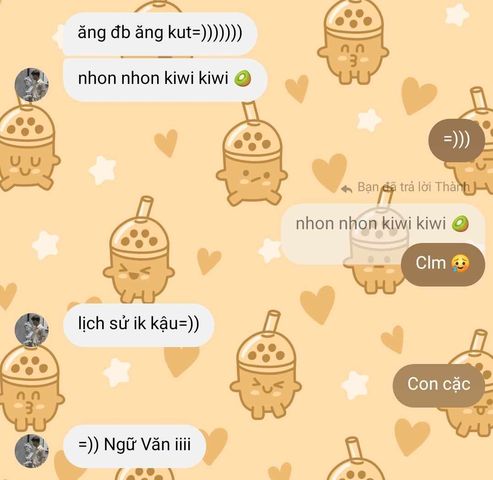 ăng đb ăng kut=)))))))
nhon nhon kiwi kiwi 🥝
=)))
Bạn đã trả lời Thành
nhon nhon kiwi kiwi 🥝
Clm 🥲
lịch sử ik kậu=))
Con cặc
=)) Ngữ Văn iiii